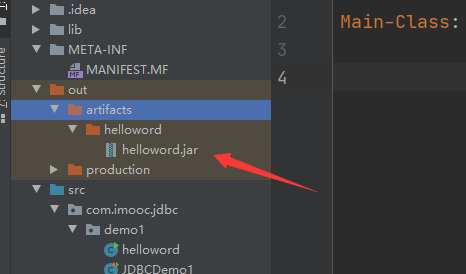 .idea
lib
META-INF
MANIFEST.MF
out
artifacts
helloword
helloword.jar
production
src
com.imooc.jdbc
demo1
helloword
JDBCDemo1
7: Structure
2
Main-Class:
3
4